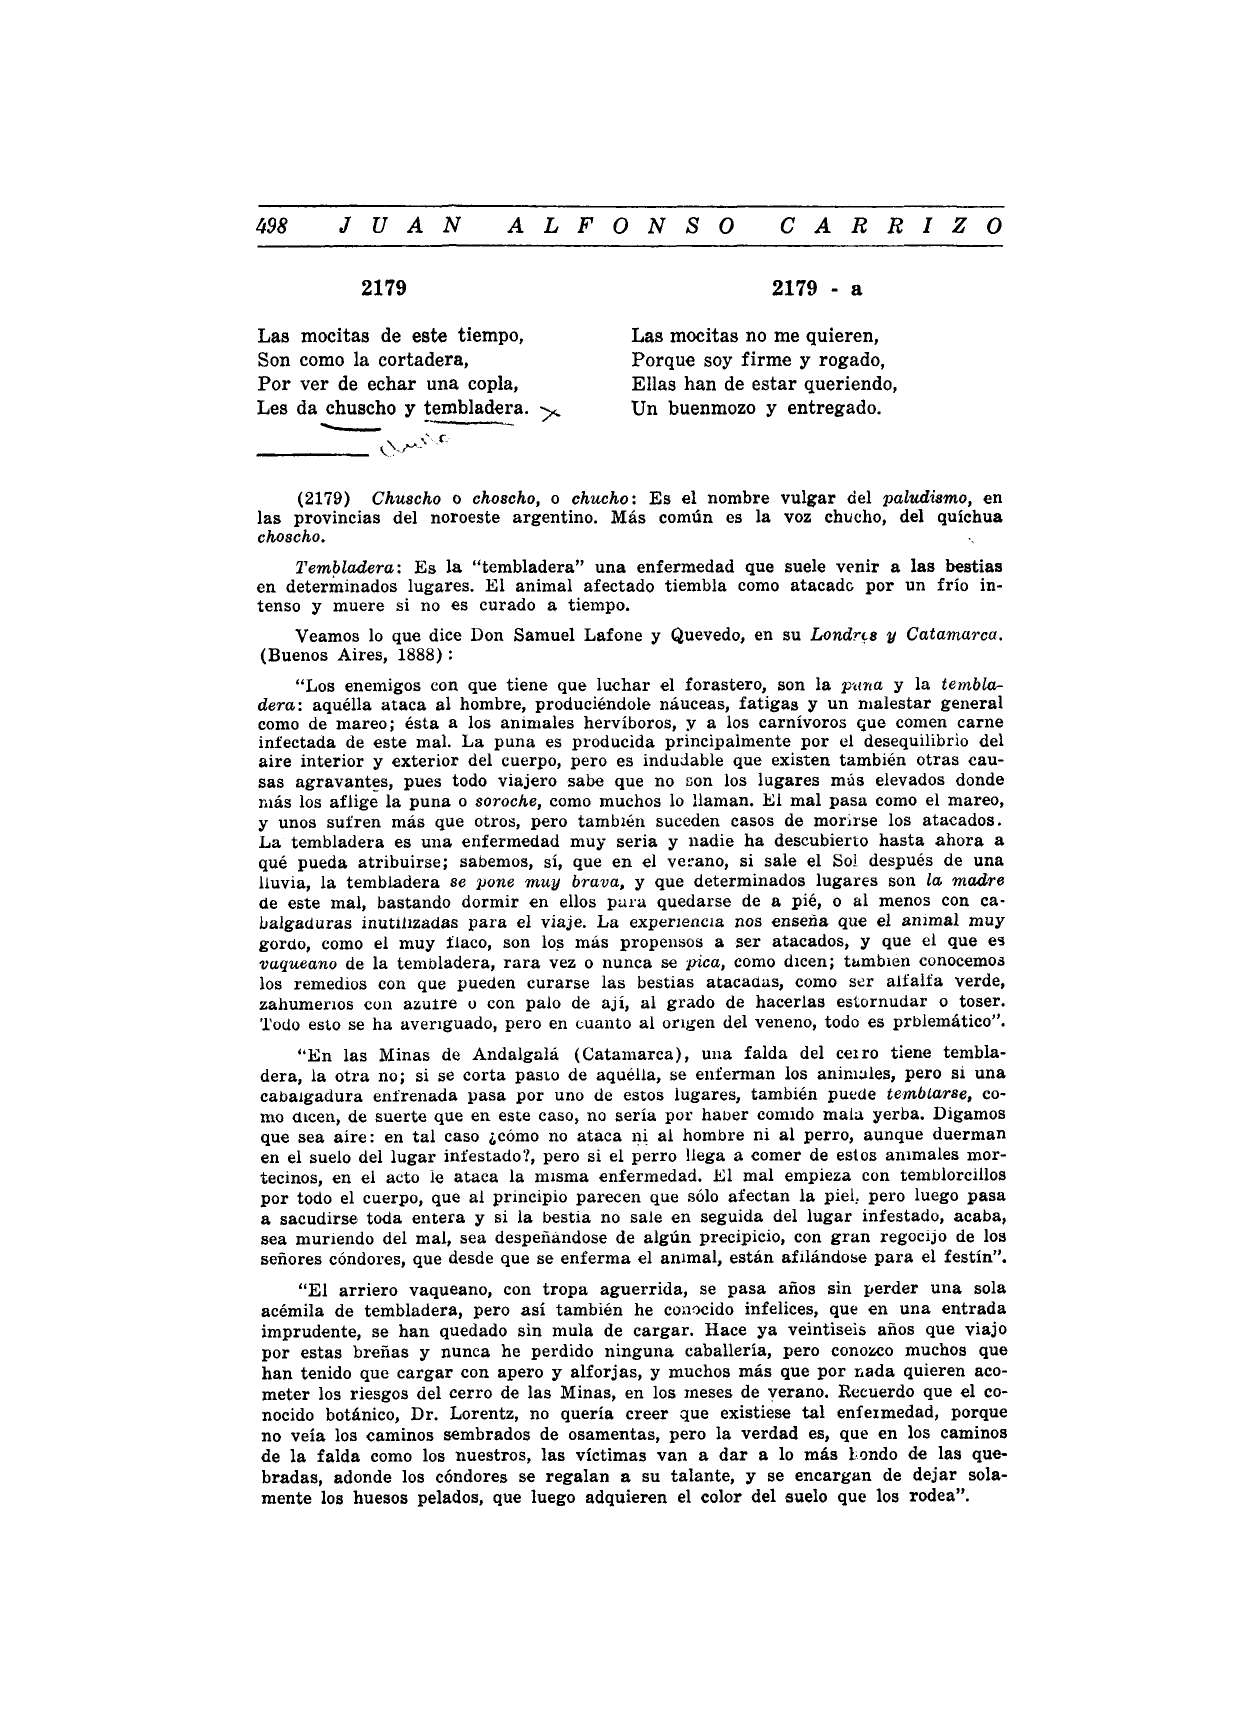 498 JUAN ALFONSO CARRIZO
2179
Las mocitas de este tiempo,
Son como la cortadera,
Por ver de echar una copla,
Les da chuscho y tembladera.
2179 - a
Las mocitas no me quieren,
Porque soy firme y rogado,
Ellas han de estar queriendo,
Un buenmozo y entregado.
(2179) Chuscho o choscho, o chucho: Es el nombre vulgar del paludismo, en
las provincias del noroeste argentino. Más común es la voz chucho, del quíchua
choscho.
Tembladera: Es la “tembladera” una enfermedad que suele venir a las bestias
en determinados lugares. El animal afectado tiembla como atacado por un frío in-
tenso y muere si no es curado a tiempo.
Veamos lo que dice Don Samuel Lafone y Quevedo, en su Londres y Catamarca.
(Buenos Aires, 1888):
“Los enemigos con que tiene que luchar el forastero, son la puna y la tembla-
dera: aquélla ataca al hombre, produciéndole náuceas, fatigas y un malestar general
como de mareo; ésta a los animales hervíboros, y a los carnívoros que comen carne
infectada de este mal. La puna es producida principalmente por el desequilibrio del
aire interior y exterior del cuerpo, pero es indudable que existen también otras cau-
sas agravantes, pues todo viajero sabe que no son los lugares más elevados donde
más los aflige la puna o soroche, como muchos lo llaman. El mal pasa como el mareo,
y unos sufren más que otros, pero también suceden casos de morirse los atacados.
La tembladera es una enfermedad muy seria y nadie ha descubierto hasta ahora a
qué pueda atribuirse; sabemos, sí, que en el verano, si sale el Sol después de una
lluvia, la tembladera se pone muy brava, y que determinados lugares son la madre
de este mal, bastando dormir en ellos para quedarse de a pié, o al menos con ca-
balgaduras inutilizadas para el viaje. La experiencia nos enseña que el animal muy
gordo, como el muy flaco, son los más propensos a ser atacados, y que el que es
vaqueano de la tembladera, rara vez o nunca se pica, como dicen; tambien conocemos
los remedios con que pueden curarse las bestias atacadas, como ser alfalfa verde,
zahumerios con azufre o con palo de ají, al grado de hacerlas estornudar o toser.
Todo esto se ha averiguado, pero en cuanto al origen del veneno, todo es prblemático”.
“En las Minas de Andalgalá (Catamarca), una falda del cerro tiene tembla-
dera, la otra no; si se corta pasto de aquélla, se enferman los animales, pero si una
cabalgadura enfrenada pasa por uno de estos lugares, también puede temblarse, co-
mo dicen, de suerte que en este caso, no sería por haber comido mala yerba. Digamos
que sea aire: en tal caso ¿cómo no ataca ni al hombre ni al perro, aunque duerman
en el suelo del lugar infestado?, pero si el perro llega a comer de estos animales mor-
tecinos, en el acto le ataca la misma enfermedad. El mal empieza con temblorcillos
por todo el cuerpo, que al principio parecen que sólo afectan la piel, pero luego pasa
a sacudirse toda entera y si la bestia no sale en seguida del lugar infestado, acaba,
sea muriendo del mal, sea despeñándose de algún precipicio, con gran regocijo de los
señores cóndores, que desde que se enferma el animal, están afilándose para el festín”.
“El arriero vaqueano, con tropa aguerrida, se pasa años sin perder una sola
acémila de tembladera, pero así también he conocido infelices, que en una entrada
imprudente, se han quedado sin mula de cargar. Hace ya veintiseis años que viajo
por estas breñas y nunca he perdido ninguna caballería, pero conozco muchos que
han tenido que cargar con apero y alforjas, y muchos más que por nada quieren aco-
meter los riesgos del cerro de las Minas, en los meses de verano. Recuerdo que el co-
nocido botánico, Dr. Lorentz, no quería creer que existiese tal enfermedad, porque
no veía los caminos sembrados de osamentas, pero la verdad es, que en los caminos
de la falda como los nuestros, las víctimas van a dar a lo más hondo de las que-
bradas, adonde los cóndores se regalan a su talante, y se encargan de dejar sola-
mente los huesos pelados, que luego adquieren el color del suelo que los rodea”.